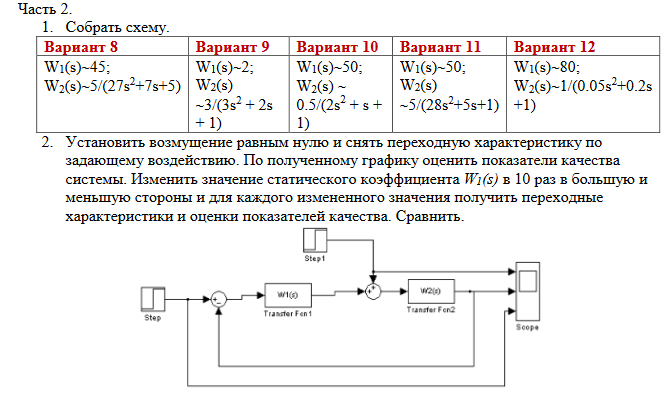 Часть 2.
1. Собрать схему.
Вариант 8 Вариант 9 Вариант 10 Вариант 11 Вариант 12
W1(s)~45; W1(s)~2; W1(s)~50; W1(s)~50; W1(s)~80;
W2(s)~5/(27s²+7s+5) W2(s) W2(s) ~ W2(s) W2(s)~1/(0.05s²+0.2s
~3/(3s² + 2s 0.5/(2s² + s + ~5/(28s²+5s+1) +1)
+ 1) 1)
2. Установить возмущение равным нулю и снять переходную характеристику по
задающему воздействию. По полученному графику оценить показатели качества
системы. Изменить значение статического коэффициента W1(s) в 10 раз в большую и
меньшую стороны и для каждого измененного значения получить переходные
характеристики и оценки показателей качества. Сравнить.
Step1
W1(s) W2(s)
Step Transfer Fcn1 Transfer Fcn2
Scope